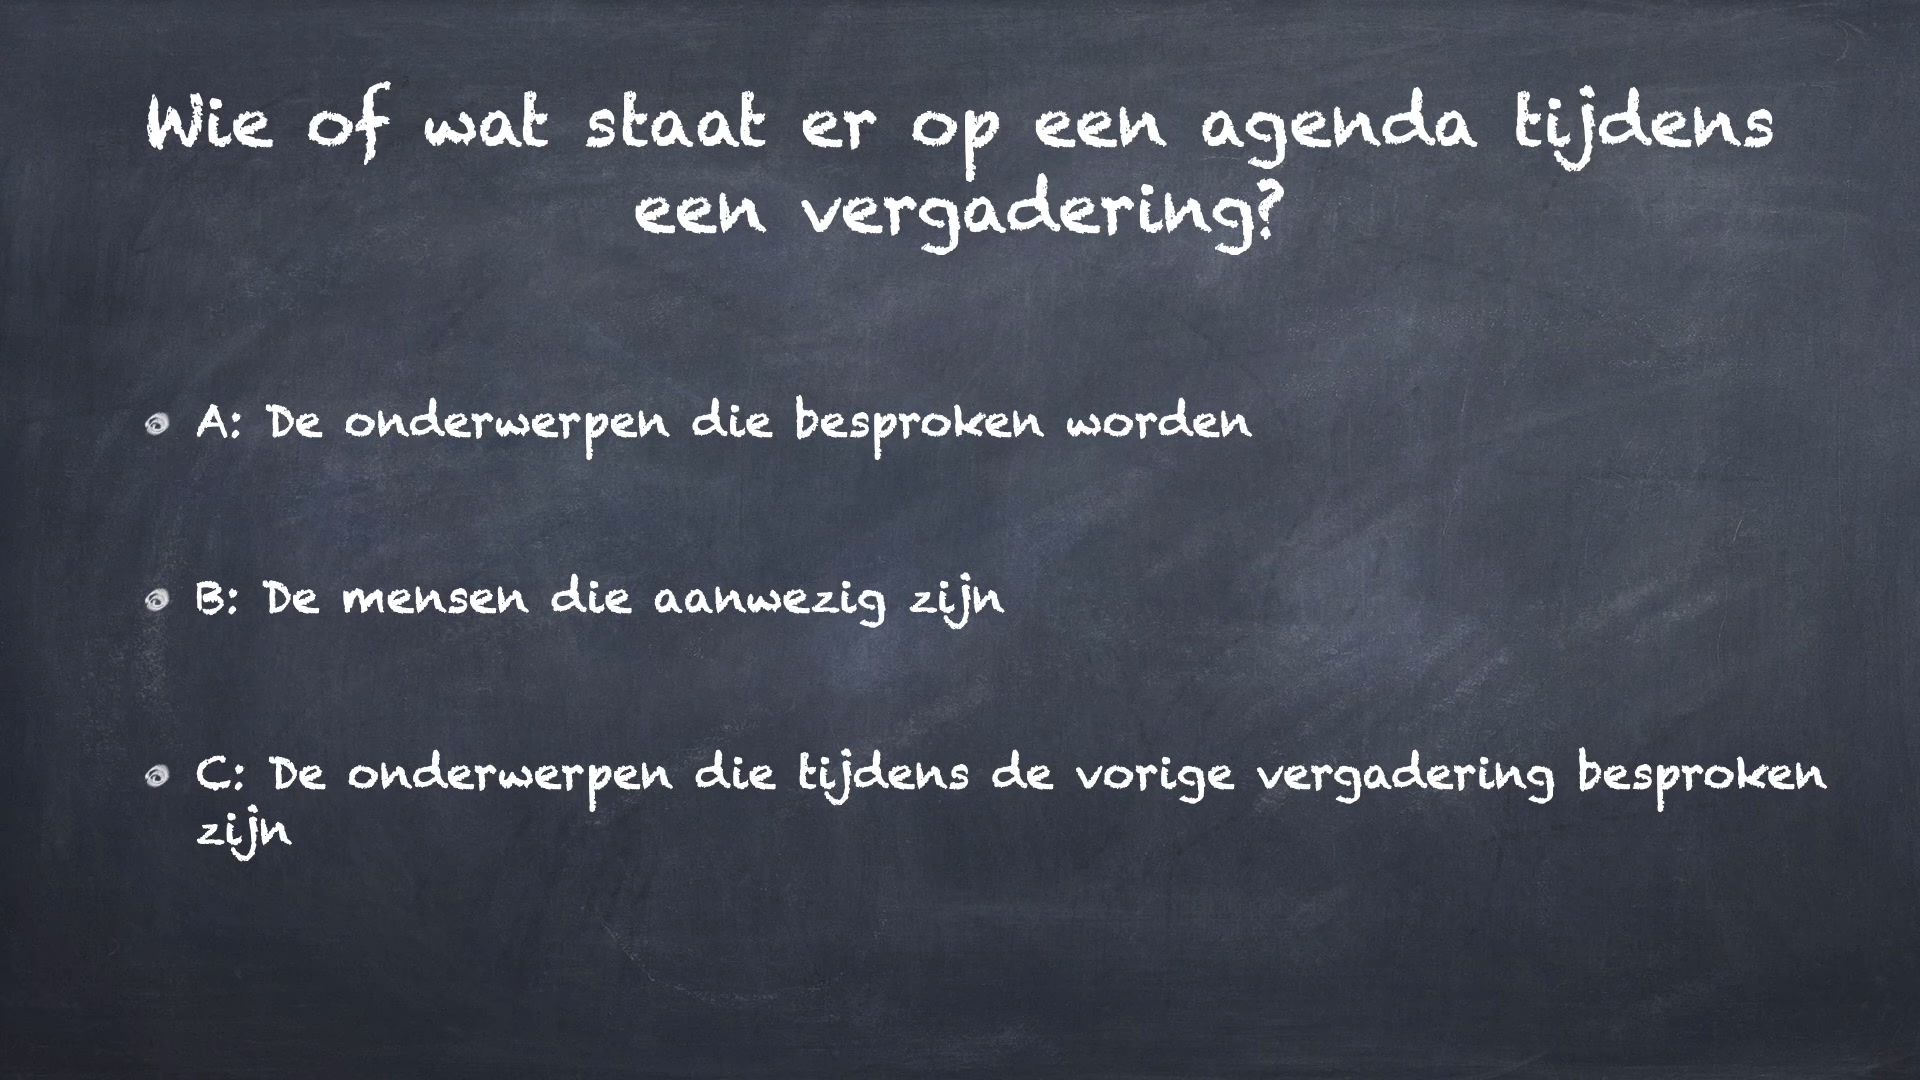 Wie of wat staat er op een agenda tijdens
een vergadering?
A: De onderwerpen die besproken worden
B: De mensen die aanwezig zijn
C: De onderwerpen die tijdens de vorige vergadering besproken
zijn